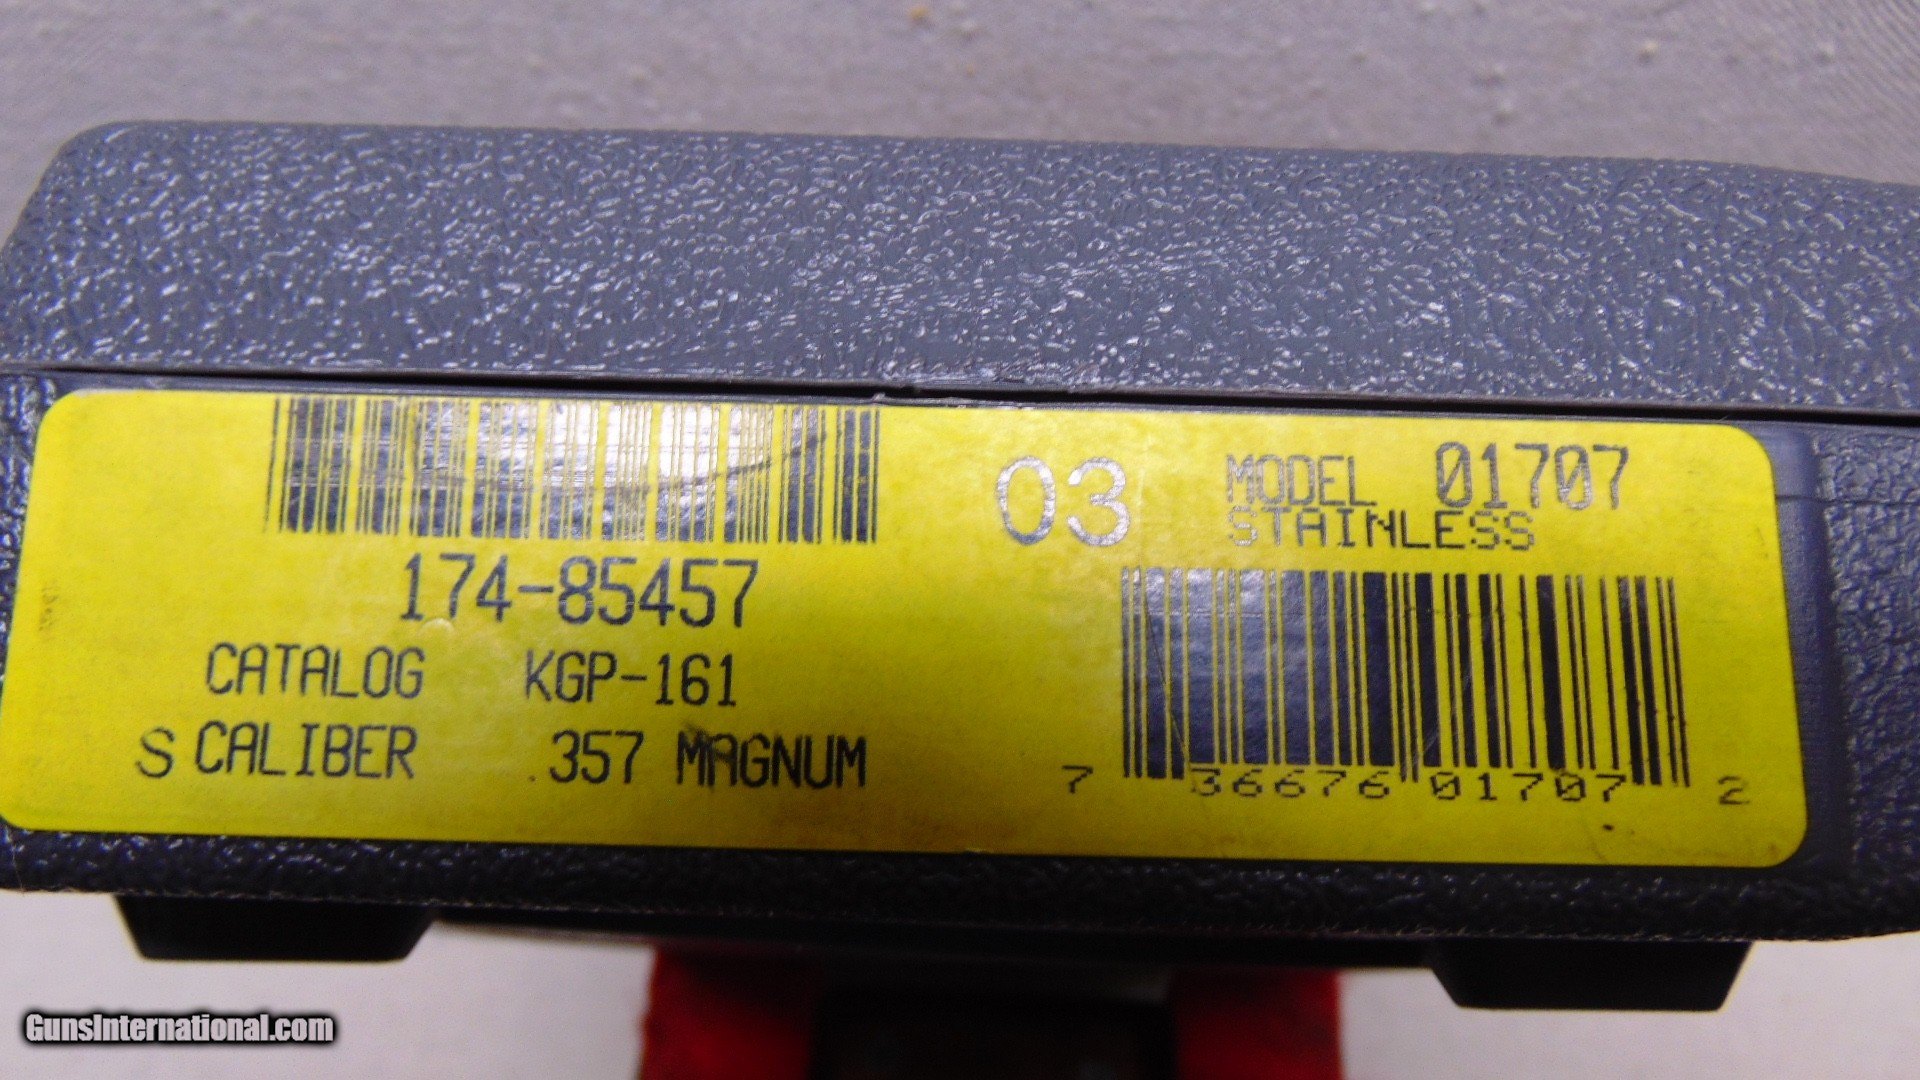 174-85457
CATALOG KGP-161
S CALIBER .357 MAGNUM
03
MODEL 01707
STAINLESS
7 36676 01707 2
GunsInternational.com